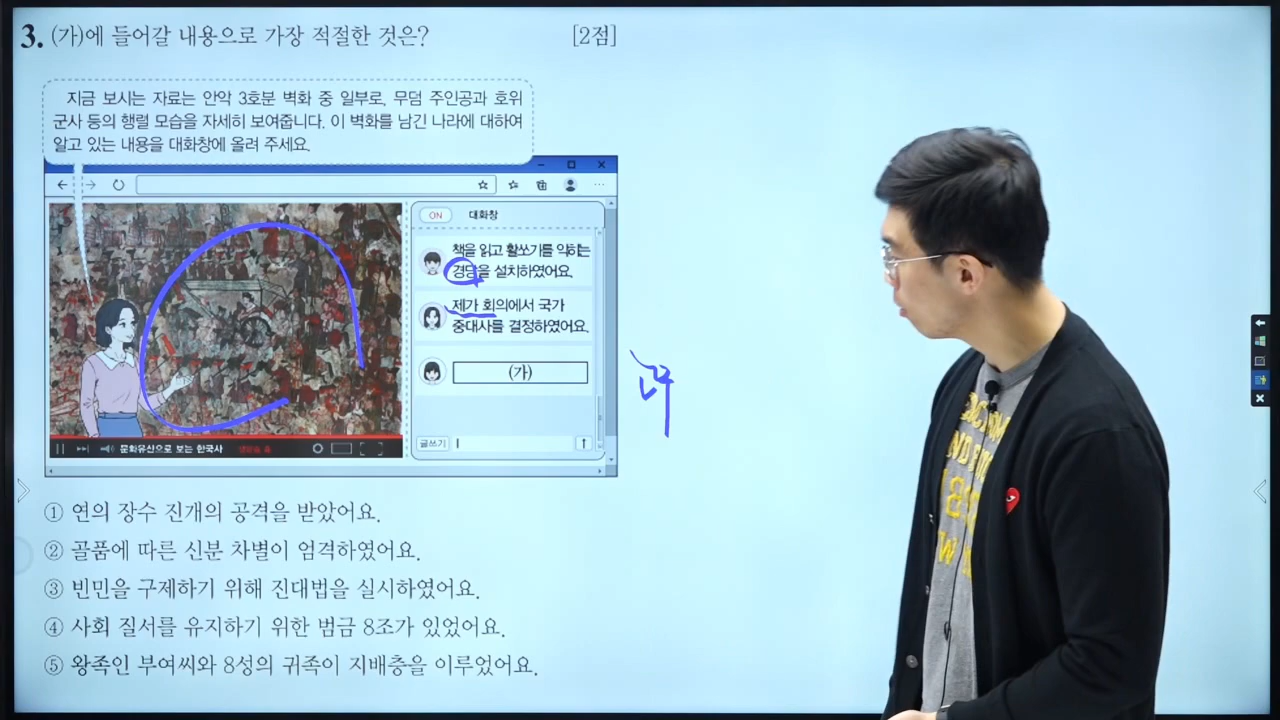 3. (가)에 들어갈 내용으로 가장 적절한 것은? [2점]
지금 보시는 자료는 안악 3호분 벽화 중 일부로, 무덤 주인공과 호위
군사 등의 행렬 모습을 자세히 보여줍니다. 이 벽화를 남긴 나라에 대하여
알고 있는 내용을 대화창에 올려 주세요.
ON 대화창
책을 읽고 활쏘기를 익히는
경당을 설치하였어요.
제가 회의에서 국가
중대사를 결정하였어요.
(가)
글쓰기
문화유산으로 보는 한국사
① 연의 장수 진개의 공격을 받았어요.
② 골품에 따른 신분 차별이 엄격하였어요.
③ 빈민을 구제하기 위해 진대법을 실시하였어요.
④ 사회 질서를 유지하기 위한 범금 8조가 있었어요.
⑤ 왕족인 부여씨와 8성의 귀족이 지배층을 이루었어요.